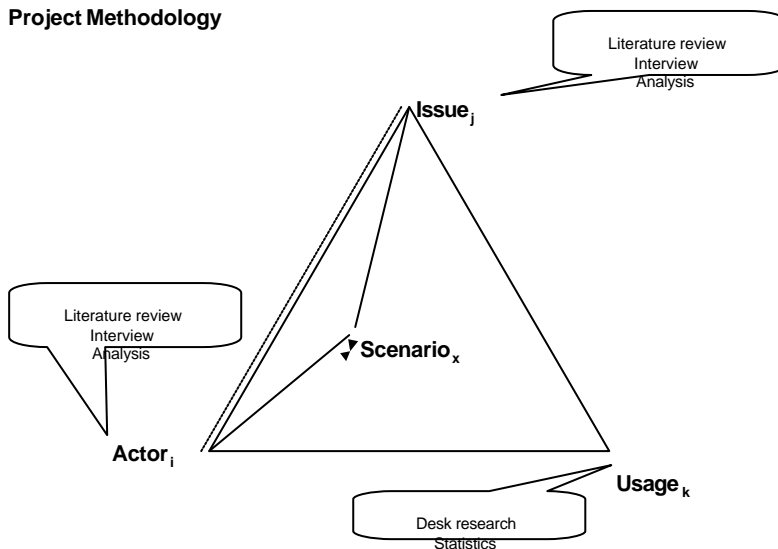 Project Methodology
Literature review
Interview
Analysis
Issue j
Literature review
Interview
Analysis
Scenario x
Actor i
Usage k
Desk research
Statistics